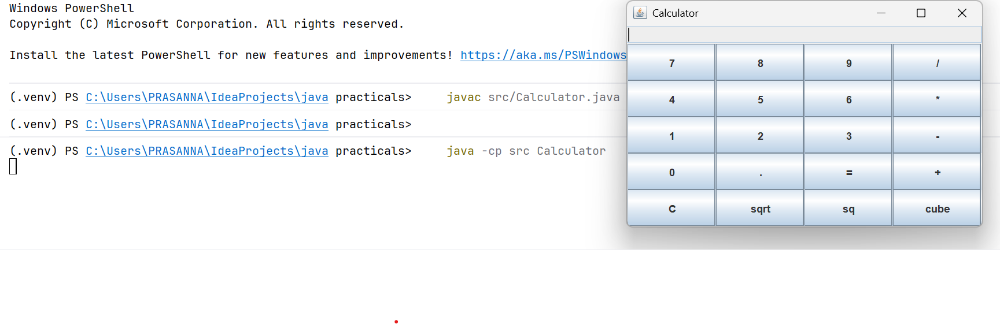 Windows PowerShell
Copyright (C) Microsoft Corporation. All rights reserved.
Install the latest PowerShell for new features and improvements! https://aka.ms/PSWindows
(.venv) PS C:\Users\PRASANNA\IdeaProjects\java practicals> javac src/Calculator.java
(.venv) PS C:\Users\PRASANNA\IdeaProjects\java practicals>
(.venv) PS C:\Users\PRASANNA\IdeaProjects\java practicals> java -cp src Calculator
Calculator
7 8 9 /
4 5 6 *
1 2 3 -
0 . = +
C sqrt sq cube